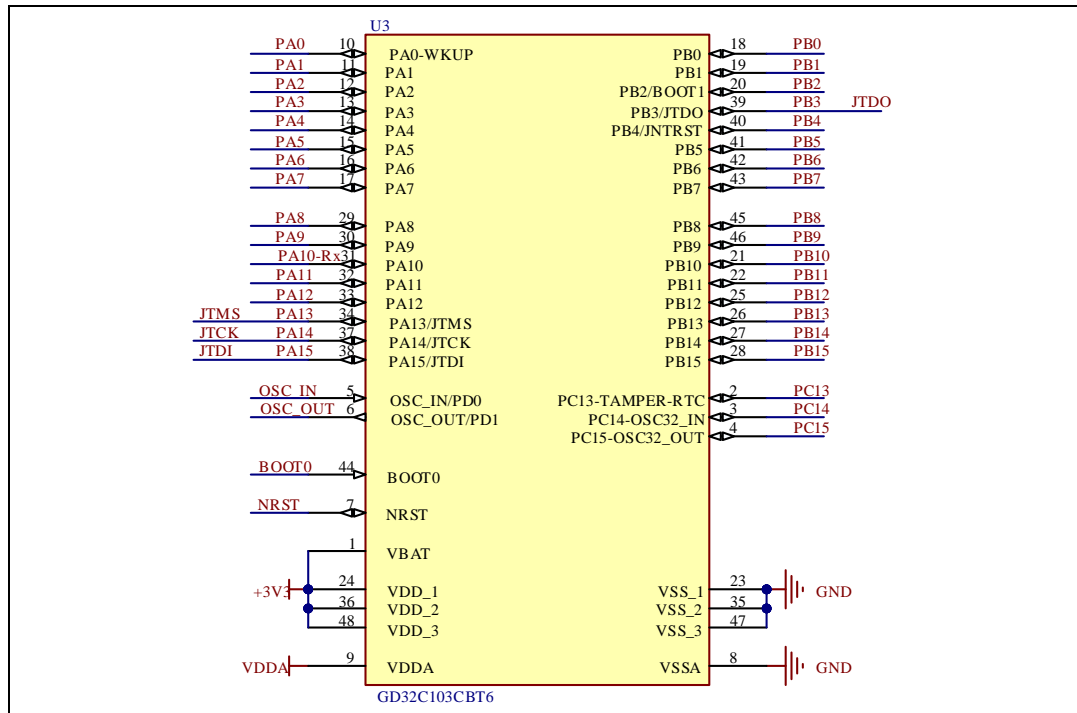 U3
PA0 10 PA0-WKUP PB0 18 PB0
PA1 11 PA1 PB1 19 PB1
PA2 12 PA2 PB2/BOOT1 20 PB2
PA3 13 PA3 PB3/JTDO 39 PB3 JTDO
PA4 14 PA4 PB4/JNTRST 40 PB4
PA5 15 PA5 PB5 41 PB5
PA6 16 PA6 PB6 42 PB6
PA7 17 PA7 PB7 43 PB7
PA8 29 PA8 PB8 45 PB8
PA9 30 PA9 PB9 46 PB9
PA10-Rx 31 PA10 PB10 21 PB10
PA11 32 PA11 PB11 22 PB11
PA12 33 PA12 PB12 25 PB12
JTMS PA13 34 PA13/JTMS PB13 26 PB13
JTCK PA14 37 PA14/JTCK PB14 27 PB14
JTDI PA15 38 PA15/JTDI PB15 28 PB15
OSC_IN 5 OSC_IN/PD0 PC13-TAMPER-RTC 2 PC13
OSC_OUT 6 OSC_OUT/PD1 PC14-OSC32_IN 3 PC14
PC15-OSC32_OUT 4 PC15
BOOT0 44 BOOT0
NRST 7 NRST
1 VBAT
+3V3 24 VDD_1 VSS_1 23 GND
36 VDD_2 VSS_2 35
48 VDD_3 VSS_3 47
VDDA 9 VDDA VSSA 8 GND
GD32C103CBT6